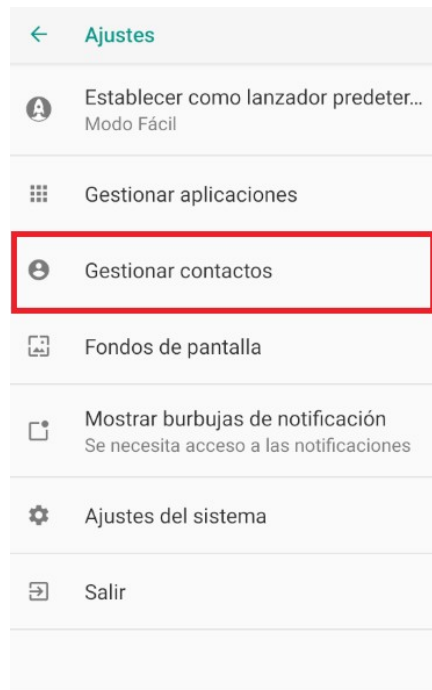 Ajustes
Establecer como lanzador predeter...
Modo Fácil
Gestionar aplicaciones
Gestionar contactos
Fondos de pantalla
Mostrar burbujas de notificación
Se necesita acceso a las notificaciones
Ajustes del sistema
Salir